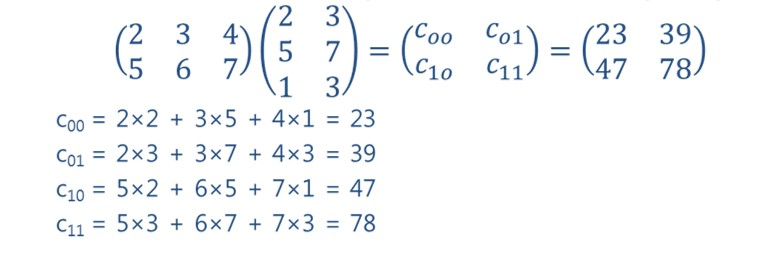 (2 3 4) (2 3) = (c₀₀ c₀₁) = (23 39)
(5 6 7) (5 7) (c₁₀ c₁₁) (47 78)
(1 3)
c₀₀ = 2×2 + 3×5 + 4×1 = 23
c₀₁ = 2×3 + 3×7 + 4×3 = 39
c₁₀ = 5×2 + 6×5 + 7×1 = 47
c₁₁ = 5×3 + 6×7 + 7×3 = 78